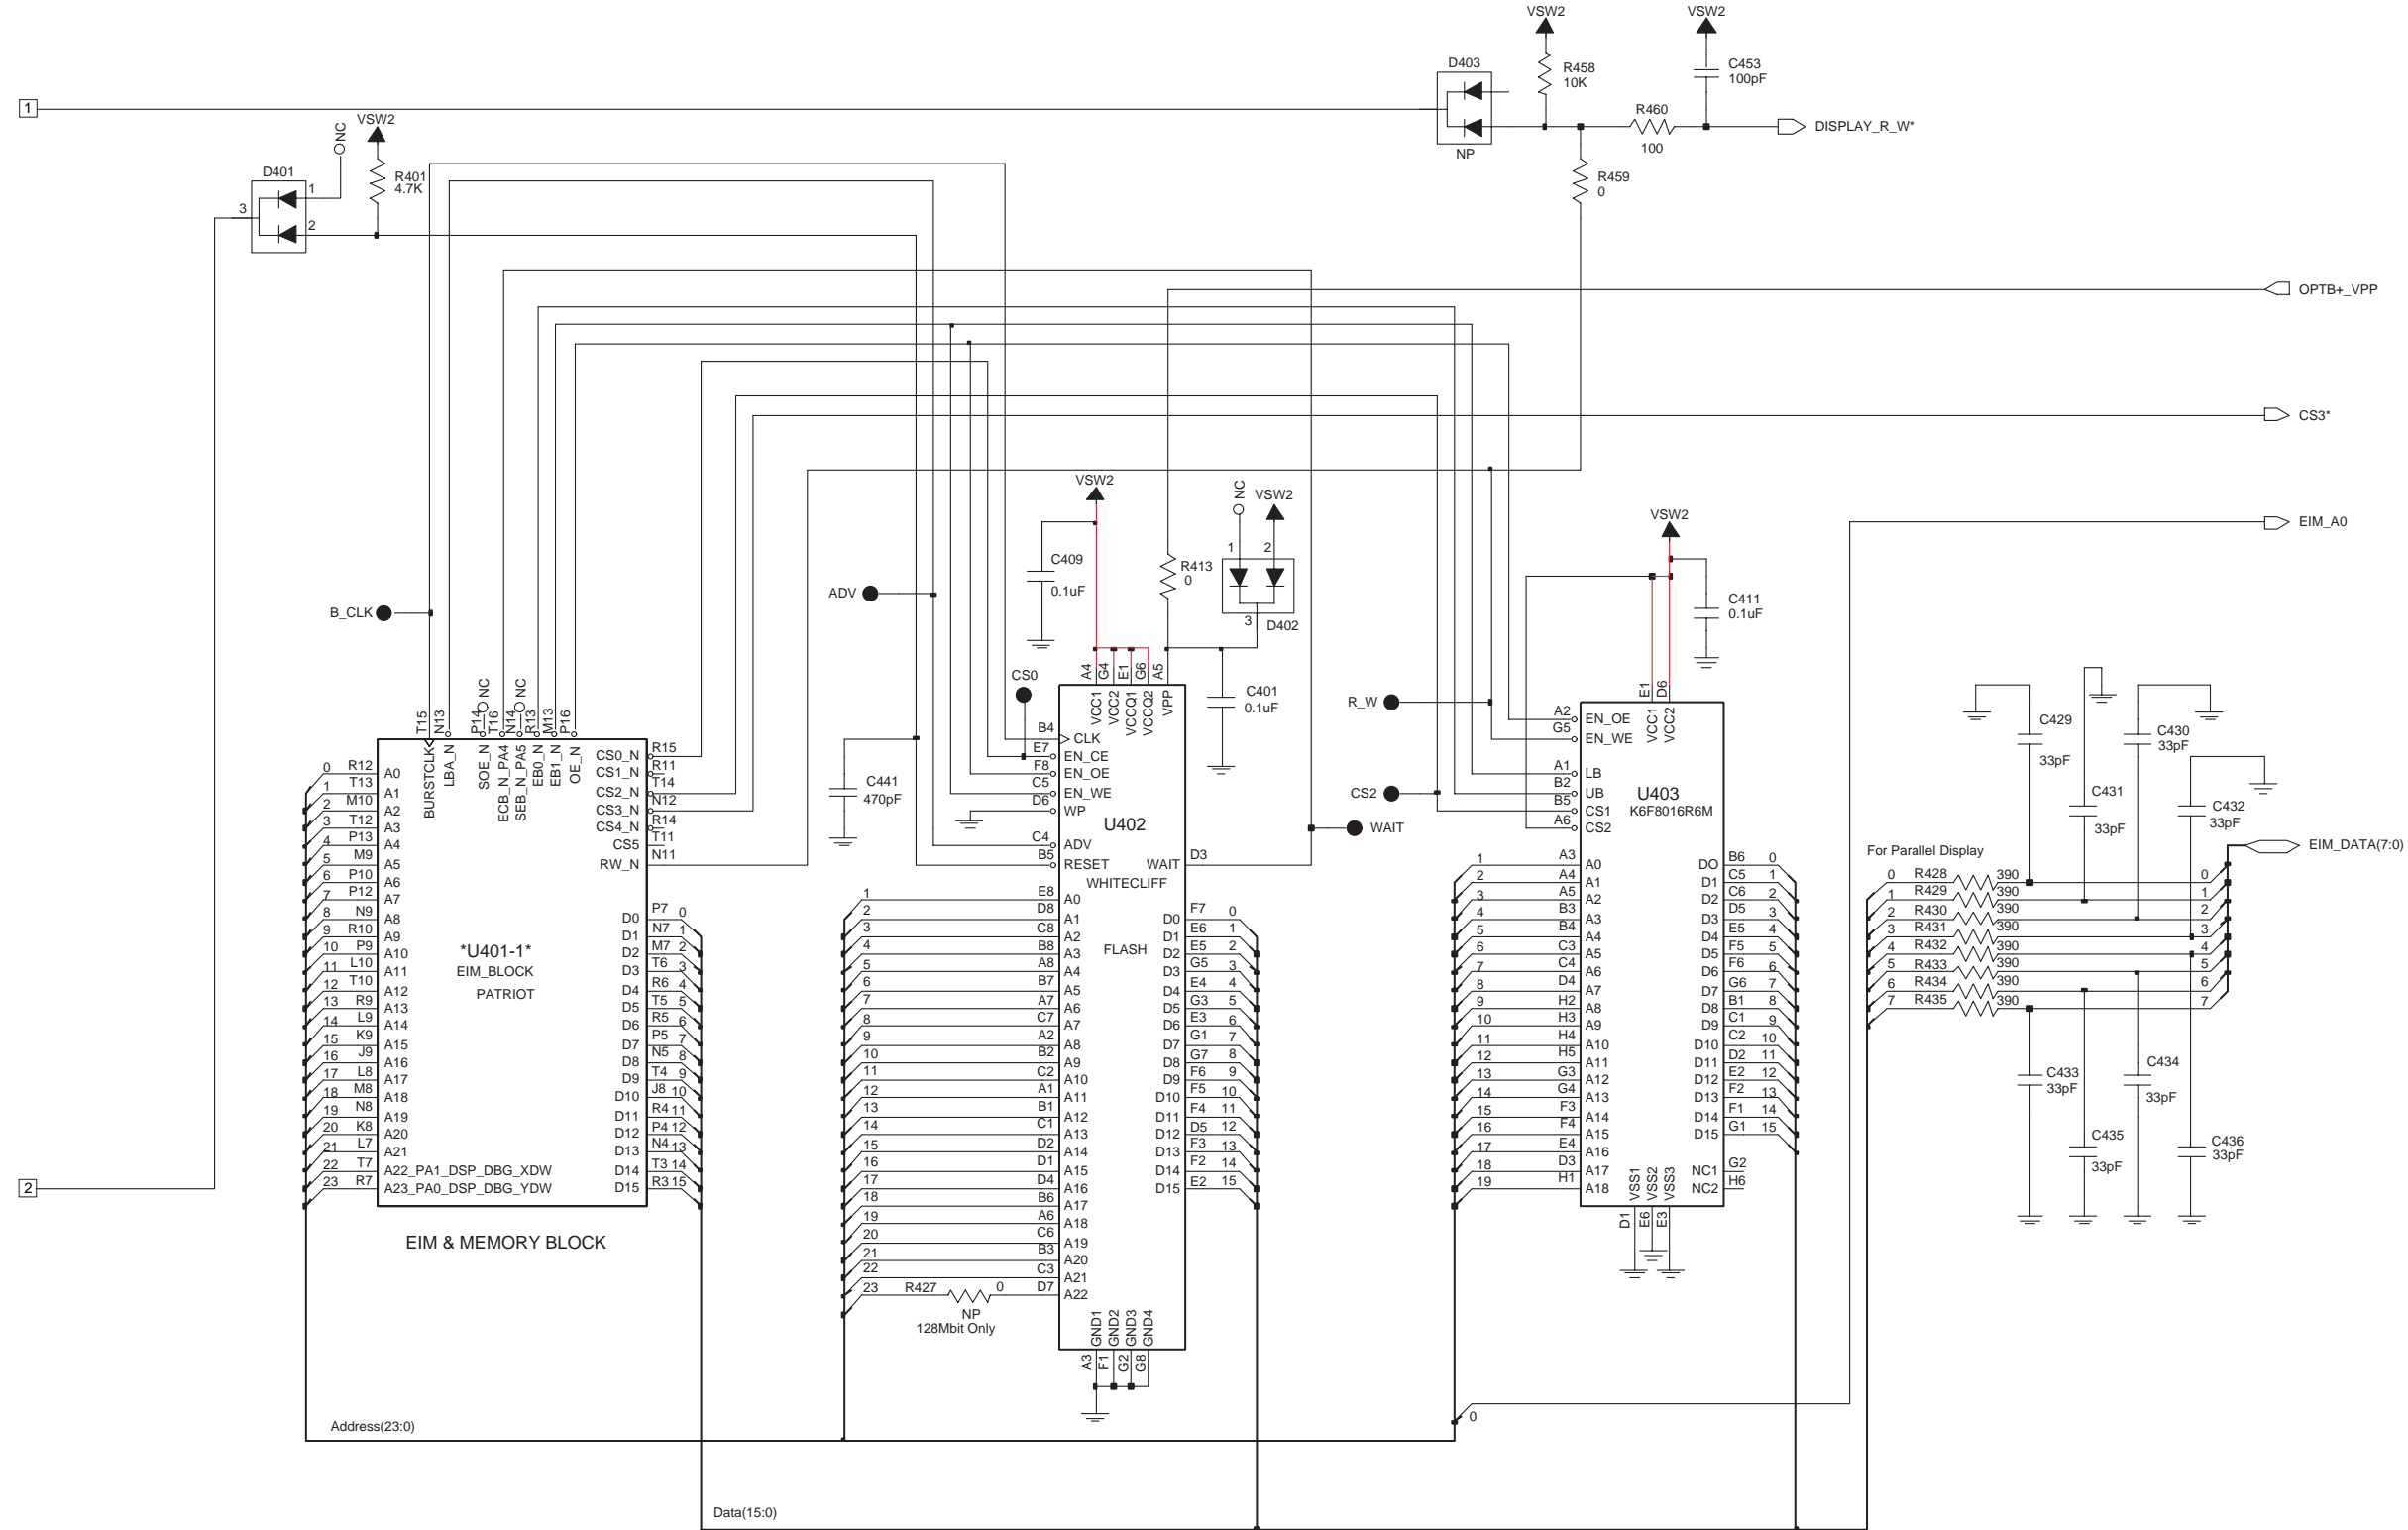 VSW2
VSW2
D403
R458
10K
C453
100pF
1
NC
VSW2
R460
100
DISPLAY_R_W*
NP
D401
R401
4.7K
R459
0
1
3
2
OPTB+_VPP
CS3*
VSW2
NC
VSW2
VSW2
EIM_A0
C409
0.1uF
R413
0
1
2
3
D402
C411
0.1uF
ADV
B_CLK
CS0
C401
0.1uF
R_W
C441
470pF
CS2
WAIT
T15
N13
P14
NC
T16
N14
NC
R13
M13
P16
BURSTCLK
LBA_N
SOE_N
ECB_N_PA4
SEB_N_PA5
EB0_N
EB1_N
OE_N
CS0_N R15
CS1_N R11
CS2_N T14
CS3_N N12
CS4_N R14
CS5 T11
RW_N N11
0 R12 A0
1 T13 A1
2 M10 A2
3 T12 A3
4 P13 A4
5 M9 A5
6 P10 A6
7 P12 A7
8 N9 A8
9 R10 A9
10 P9 A10
11 L10 A11
12 T10 A12
13 R9 A13
14 L9 A14
15 K9 A15
16 J9 A16
17 L8 A17
18 M8 A18
19 N8 A19
20 K8 A20
21 L7 A21
22 T7 A22_PA1_DSP_DBG_XDW
23 R7 A23_PA0_DSP_DBG_YDW
*U401-1*
EIM_BLOCK
PATRIOT
D0 P7 0
D1 N7 1
D2 M7 2
D3 T6 3
D4 R6 4
D5 T5 5
D6 R5 6
D7 P5 7
D8 N5 8
D9 T4 9
D10 J8 10
D11 R4 11
D12 P4 12
D13 N4 13
D14 T3 14
D15 R3 15
2
EIM & MEMORY BLOCK
A4
G4
E1
G6
A5
VCC1
VCC2
VCCQ1
VCCQ2
VPP
B4 CLK
E7 EN_CE
F8 EN_OE
C5 EN_WE
D6 WP
U402
C4 ADV
B5 RESET
WAIT D3
WHITECLIFF
FLASH
1 E8 A0
2 D8 A1
3 C8 A2
4 B8 A3
5 A8 A4
6 B7 A5
7 A7 A6
8 C7 A7
9 A2 A8
10 B2 A9
11 C2 A10
12 A1 A11
13 B1 A12
14 C1 A13
15 D2 A14
16 D1 A15
17 D4 A16
18 B6 A17
19 A6 A18
20 C6 A19
21 B3 A20
22 C3 A21
23 R427 0 D7 A22
NP
128Mbit Only
D0 F7 0
D1 E6 1
D2 E5 2
D3 G5 3
D4 E4 4
D5 G3 5
D6 E3 6
D7 G1 7
D8 G7 8
D9 F6 9
D10 F5 10
D11 F4 11
D12 D5 12
D13 F3 13
D14 F2 14
D15 E2 15
GND1
GND2
GND3
GND4
A3
F1
G2
G8
E1
D6
VCC1
VCC2
A2 EN_OE
G5 EN_WE
A1 LB
B2 UB
B5 CS1
A6 CS2
U403
K6F8016R6M
1 A3 A0
2 A4 A1
3 A5 A2
4 B3 A3
5 B4 A4
6 C3 A5
7 C4 A6
8 D4 A7
9 H2 A8
10 H3 A9
11 H4 A10
12 H5 A11
13 G3 A12
14 G4 A13
15 F3 A14
16 F4 A15
17 E4 A16
18 D3 A17
19 H1 A18
DO B6 0
D1 C5 1
D2 C6 2
D3 D5 3
D4 E5 4
D5 F5 5
D6 F6 6
D7 G6 7
D8 B1 8
D9 C1 9
D10 C2 10
D11 D2 11
D12 E2 12
D13 F2 13
D14 F1 14
D15 G1 15
NC1 G2
NC2 H6
VSS1
VSS2
VSS3
D1
E6
E3
C429
33pF
C430
33pF
C431
33pF
C432
33pF
For Parallel Display
EIM_DATA(7:0)
0 R428 390 0
1 R429 390 1
2 R430 390 2
3 R431 390 3
4 R432 390 4
5 R433 390 5
6 R434 390 6
7 R435 390 7
C433
33pF
C434
33pF
C435
33pF
C436
33pF
0
Address(23:0)
Data(15:0)